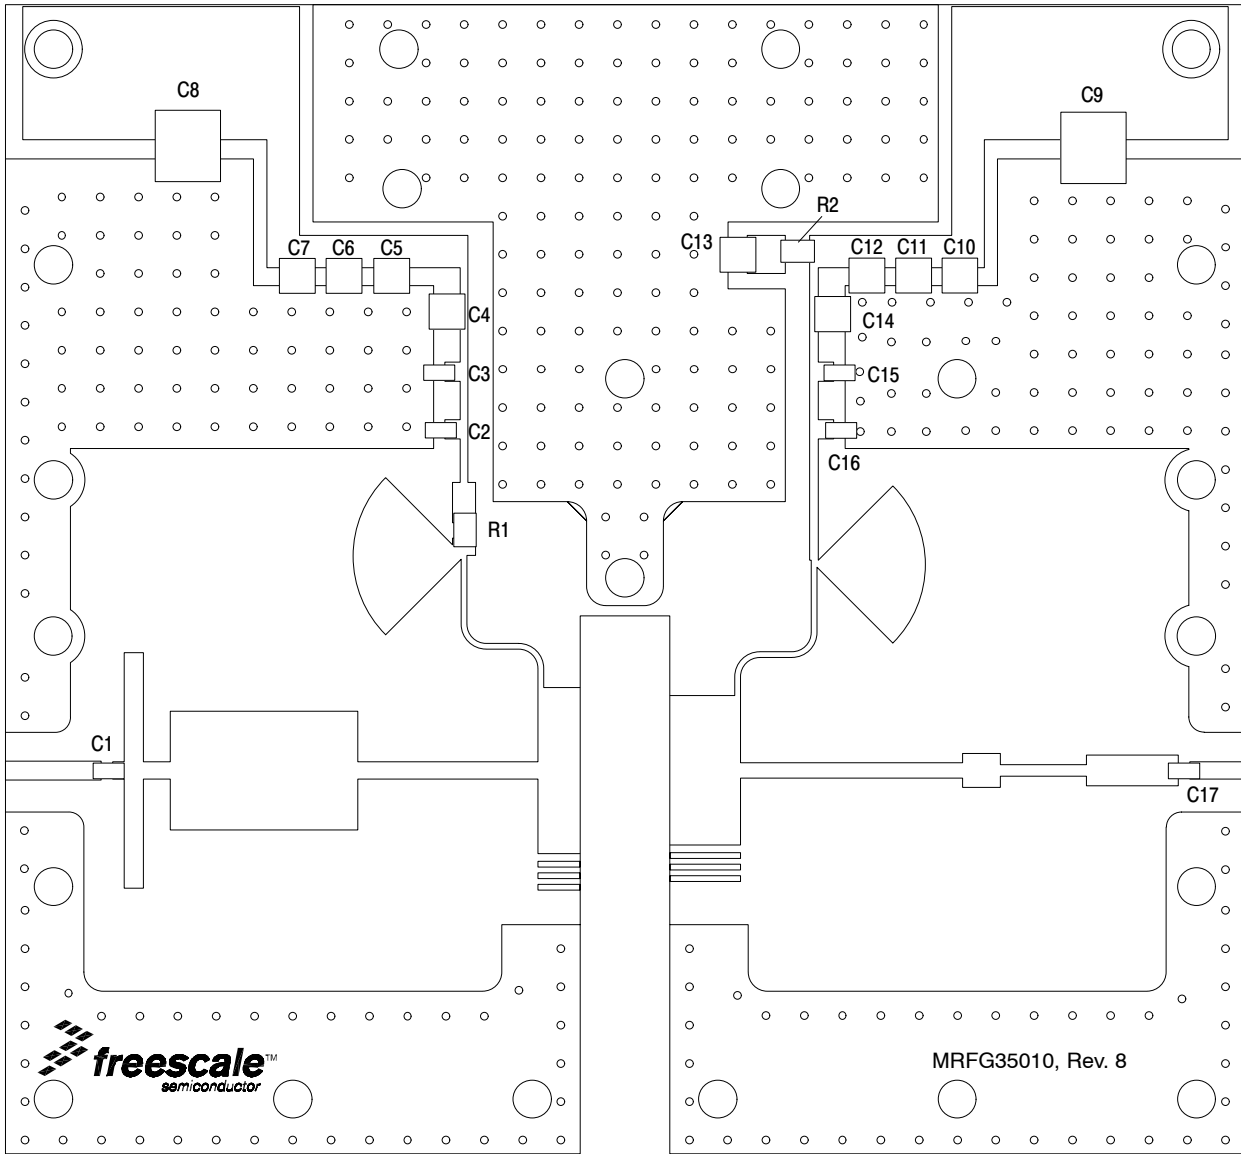 C8
C9
R2
C13
C7
C6
C5
C12
C11
C10
C4
C14
C3
C15
C2
C16
R1
C1
C17
freescale™
semiconductor
MRFG35010, Rev. 8